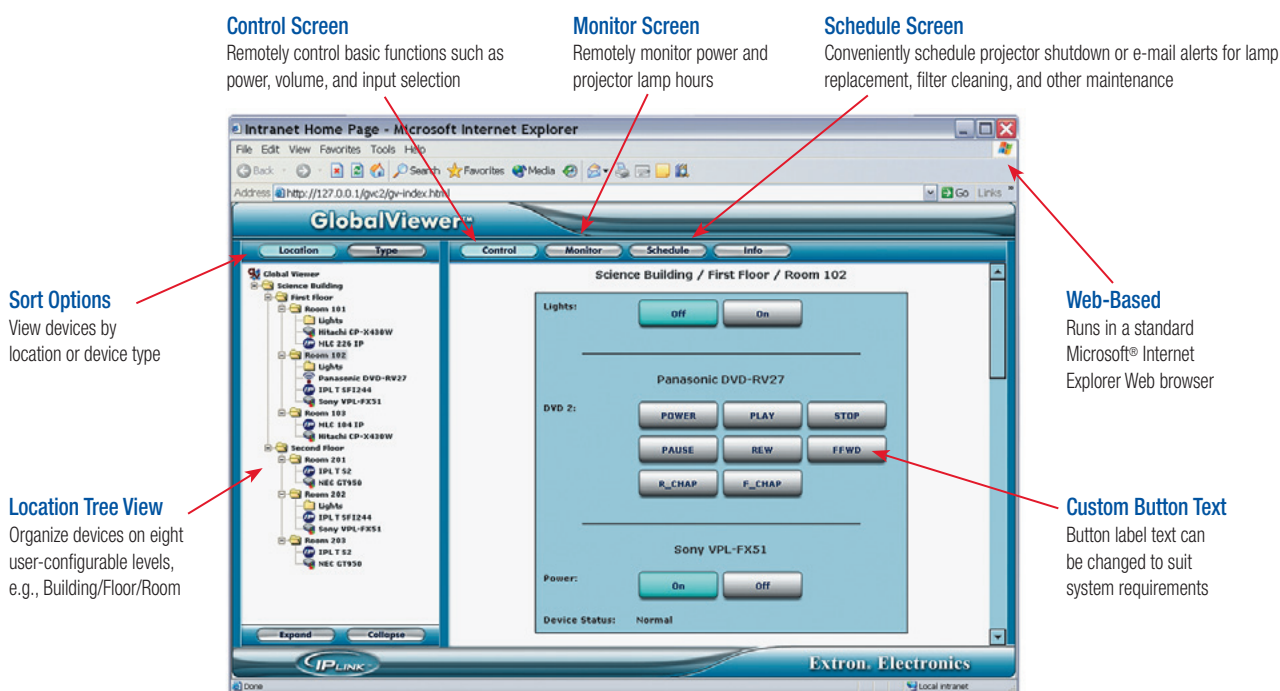 Control Screen
Remotely control basic functions such as
power, volume, and input selection
Monitor Screen
Remotely monitor power and
projector lamp hours
Schedule Screen
Conveniently schedule projector shutdown or e-mail alerts for lamp
replacement, filter cleaning, and other maintenance
Sort Options
View devices by
location or device type
Location Tree View
Organize devices on eight
user-configurable levels,
e.g., Building/Floor/Room
Intranet Home Page - Microsoft Internet Explorer
File Edit View Favorites Tools Help
Back Search Favorites Media
Address http://127.0.0.1/gvc2/gv-index.html Go Links
GlobalViewer™
Location Type Control Monitor Schedule Info
Global Viewer
Science Building
First Floor
Room 101
Lights
Hitachi CP-X430W
MLC 226 IP
Room 102
Lights
Panasonic DVD-RV27
IPL T SFI244
Sony VPL-FX51
Room 103
MLC 104 IP
Hitachi CP-X430W
Second Floor
Room 201
IPL T S2
NEC GT950
Room 202
Lights
IPL T SFI244
Sony VPL-FX51
Room 203
IPL T S2
NEC GT950
Expand Collapse
Science Building / First Floor / Room 102
Lights: Off On
Panasonic DVD-RV27
DVD 2: POWER PLAY STOP
PAUSE REW FFWD
R_CHAP F_CHAP
Sony VPL-FX51
Power: On Off
Device Status: Normal
IP LINK™ Extron. Electronics
Done Local intranet
Web-Based
Runs in a standard
Microsoft® Internet
Explorer Web browser
Custom Button Text
Button label text can
be changed to suit
system requirements